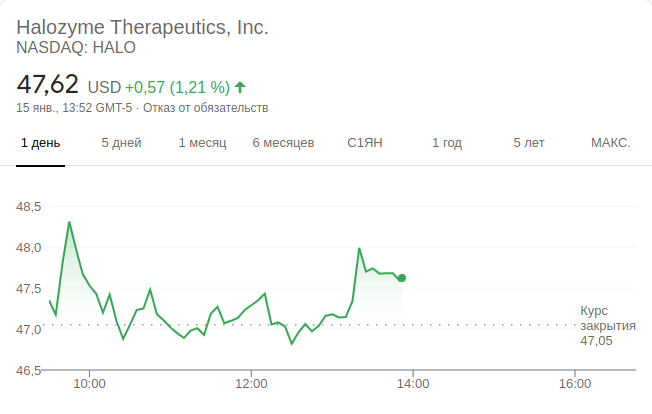 Halozyme Therapeutics, Inc.
NASDAQ: HALO
47,62 USD +0,57 (1,21 %)
15 янв., 13:52 GMT-5 · Отказ от обязательств
1 день 5 дней 1 месяц 6 месяцев С1ЯН 1 год 5 лет МАКС.
48,5
48,0
47,5
47,0
46,5
Курс
закрытия
47,05
10:00 12:00 14:00 16:00